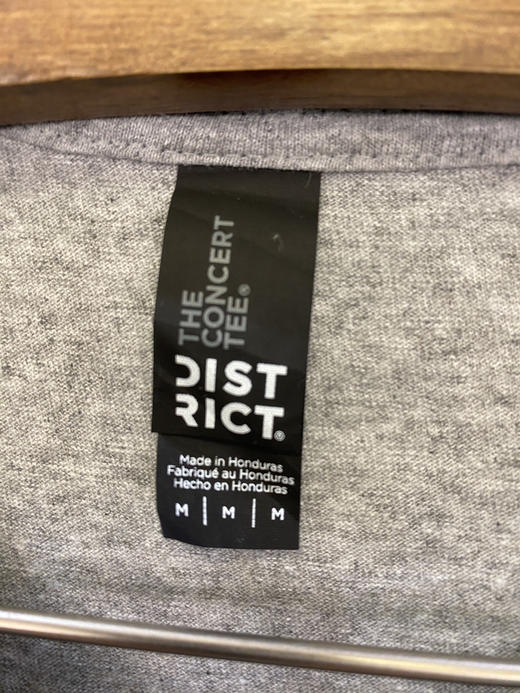 THE
CONCERT
TEE®
DIST
RICT®
Made in Honduras
Fabriqué au Honduras
Hecho en Honduras
M | M | M